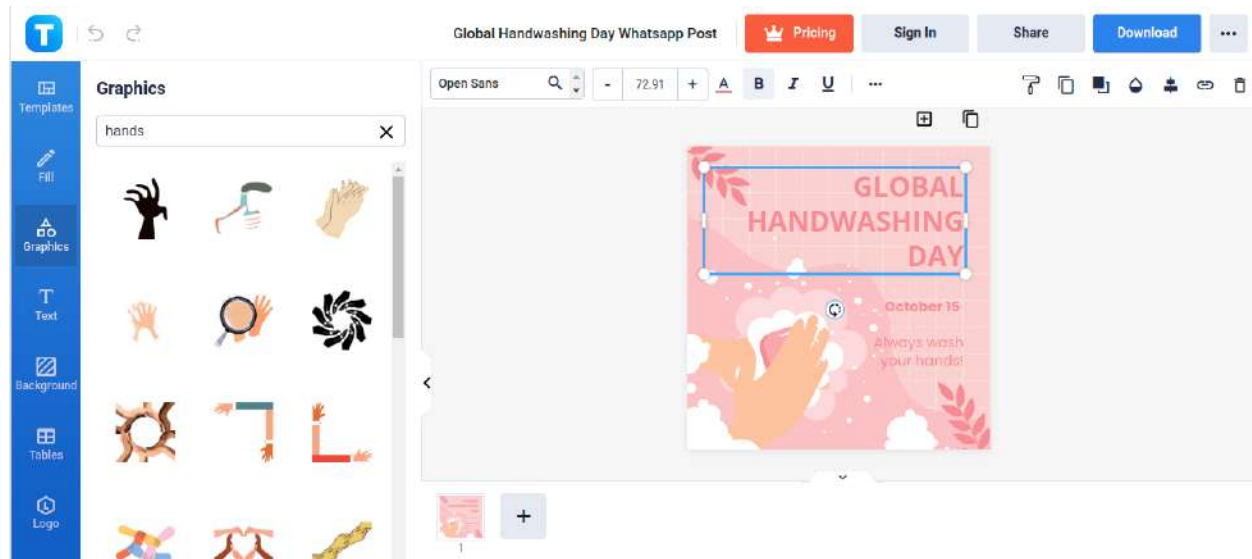 T
Global Handwashing Day Whatsapp Post
Pricing
Sign In
Share
Download
Templates
Fill
Graphics
Text
Background
Tables
Logo
Graphics
hands
Open Sans
- 72.91 + A B I U
GLOBAL
HANDWASHING
DAY
October 15
Always wash
your hands!
1